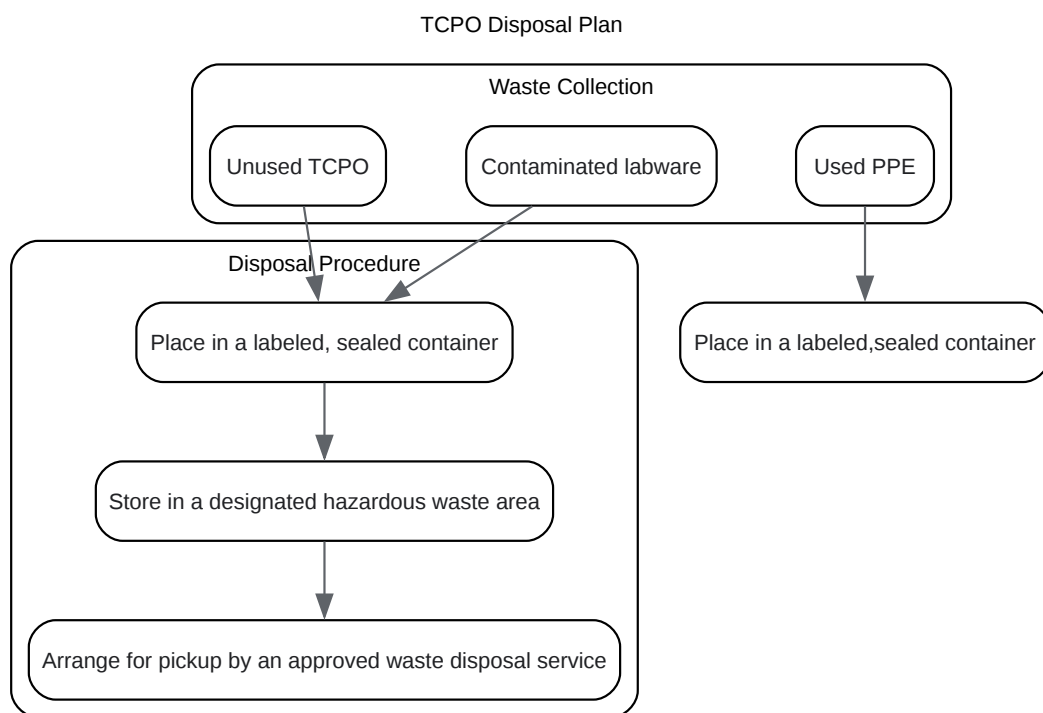 TCPO Disposal Plan
Waste Collection
Unused TCPO
Contaminated labware
Used PPE
Disposal Procedure
Place in a labeled, sealed container
Place in a labeled,sealed container
Store in a designated hazardous waste area
Arrange for pickup by an approved waste disposal service